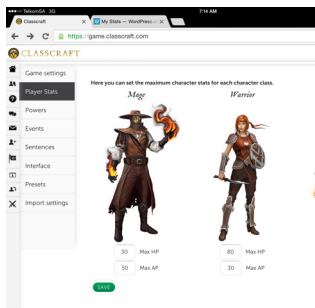 TelkomSA 3G
7:14 AM
Classcraft
My Stats — WordPress
https://game.classcraft.com
CLASSCRAFT
Game settings
Player Stats
Powers
Events
Sentences
Interface
Presets
Import settings
Here you can set the maximum character stats for each character class.
Mage
Warrior
30 Max HP
80 Max HP
50 Max AP
30 Max AP
SAVE